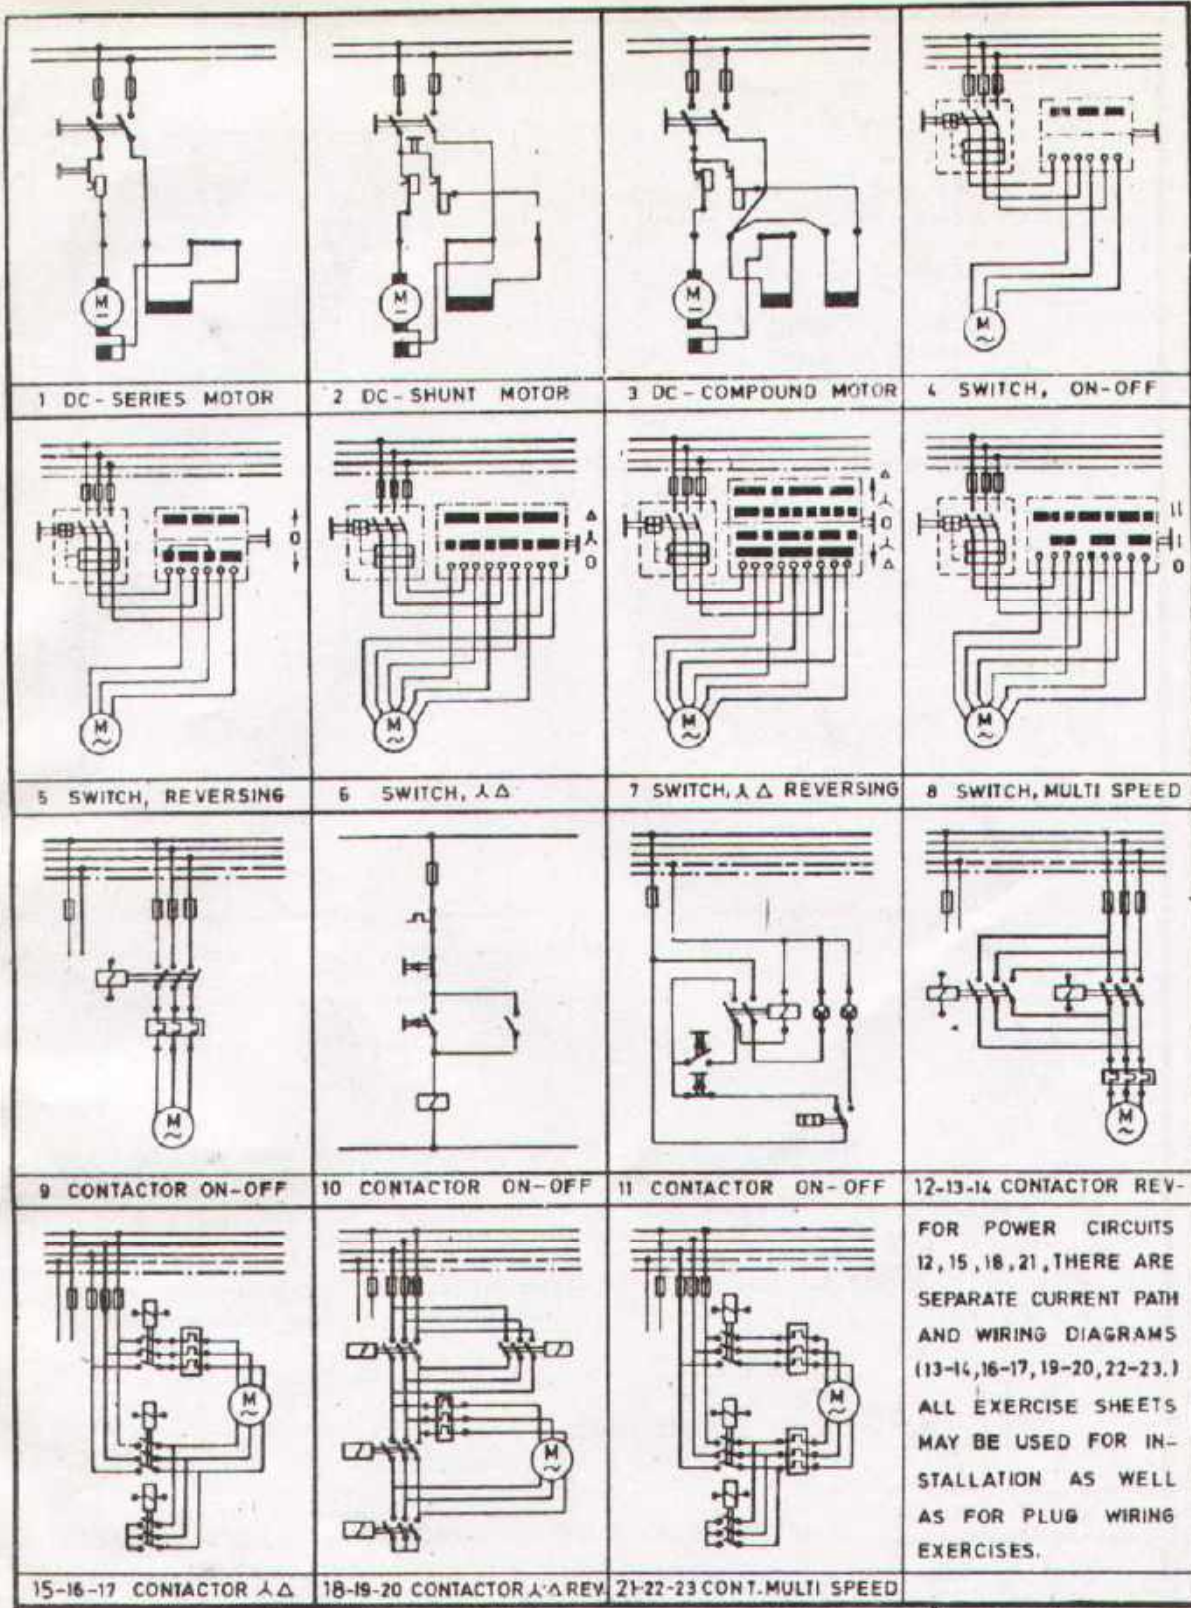 M
1 DC-SERIES MOTOR
M
2 DC-SHUNT MOTOR
M
3 DC-COMPOUND MOTOR
M
~
4 SWITCH, ON-OFF
O
M
~
5 SWITCH, REVERSING
Δ
⅄
O
M
~
6 SWITCH, ⅄ Δ
Δ
⅄
O
⅄
Δ
M
~
7 SWITCH, ⅄ Δ REVERSING
II
I
O
M
~
8 SWITCH, MULTI SPEED
M
~
9 CONTACTOR ON-OFF
10 CONTACTOR ON-OFF
11 CONTACTOR ON-OFF
M
~
12-13-14 CONTACTOR REV-
M
~
15-16-17 CONTACTOR ⅄ Δ
M
~
18-19-20 CONTACTOR ⅄·Δ REV.
M
~
21-22-23 CONT. MULTI SPEED
FOR POWER CIRCUITS
12, 15, 18, 21, THERE ARE
SEPARATE CURRENT PATH
AND WIRING DIAGRAMS
(13-14, 16-17, 19-20, 22-23.)
ALL EXERCISE SHEETS
MAY BE USED FOR IN-
STALLATION AS WELL
AS FOR PLUG WIRING
EXERCISES.